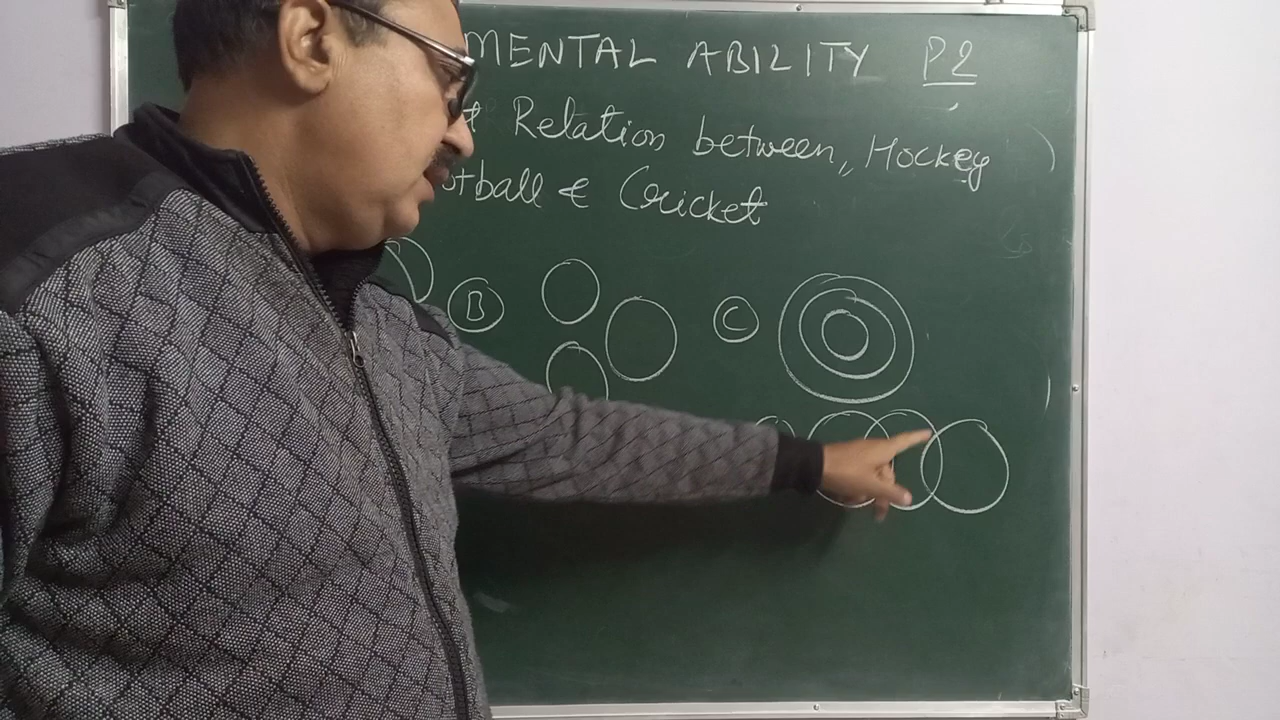 MENTAL ABILITY P2
Relation between, Hockey
tball & Cricket
B
C